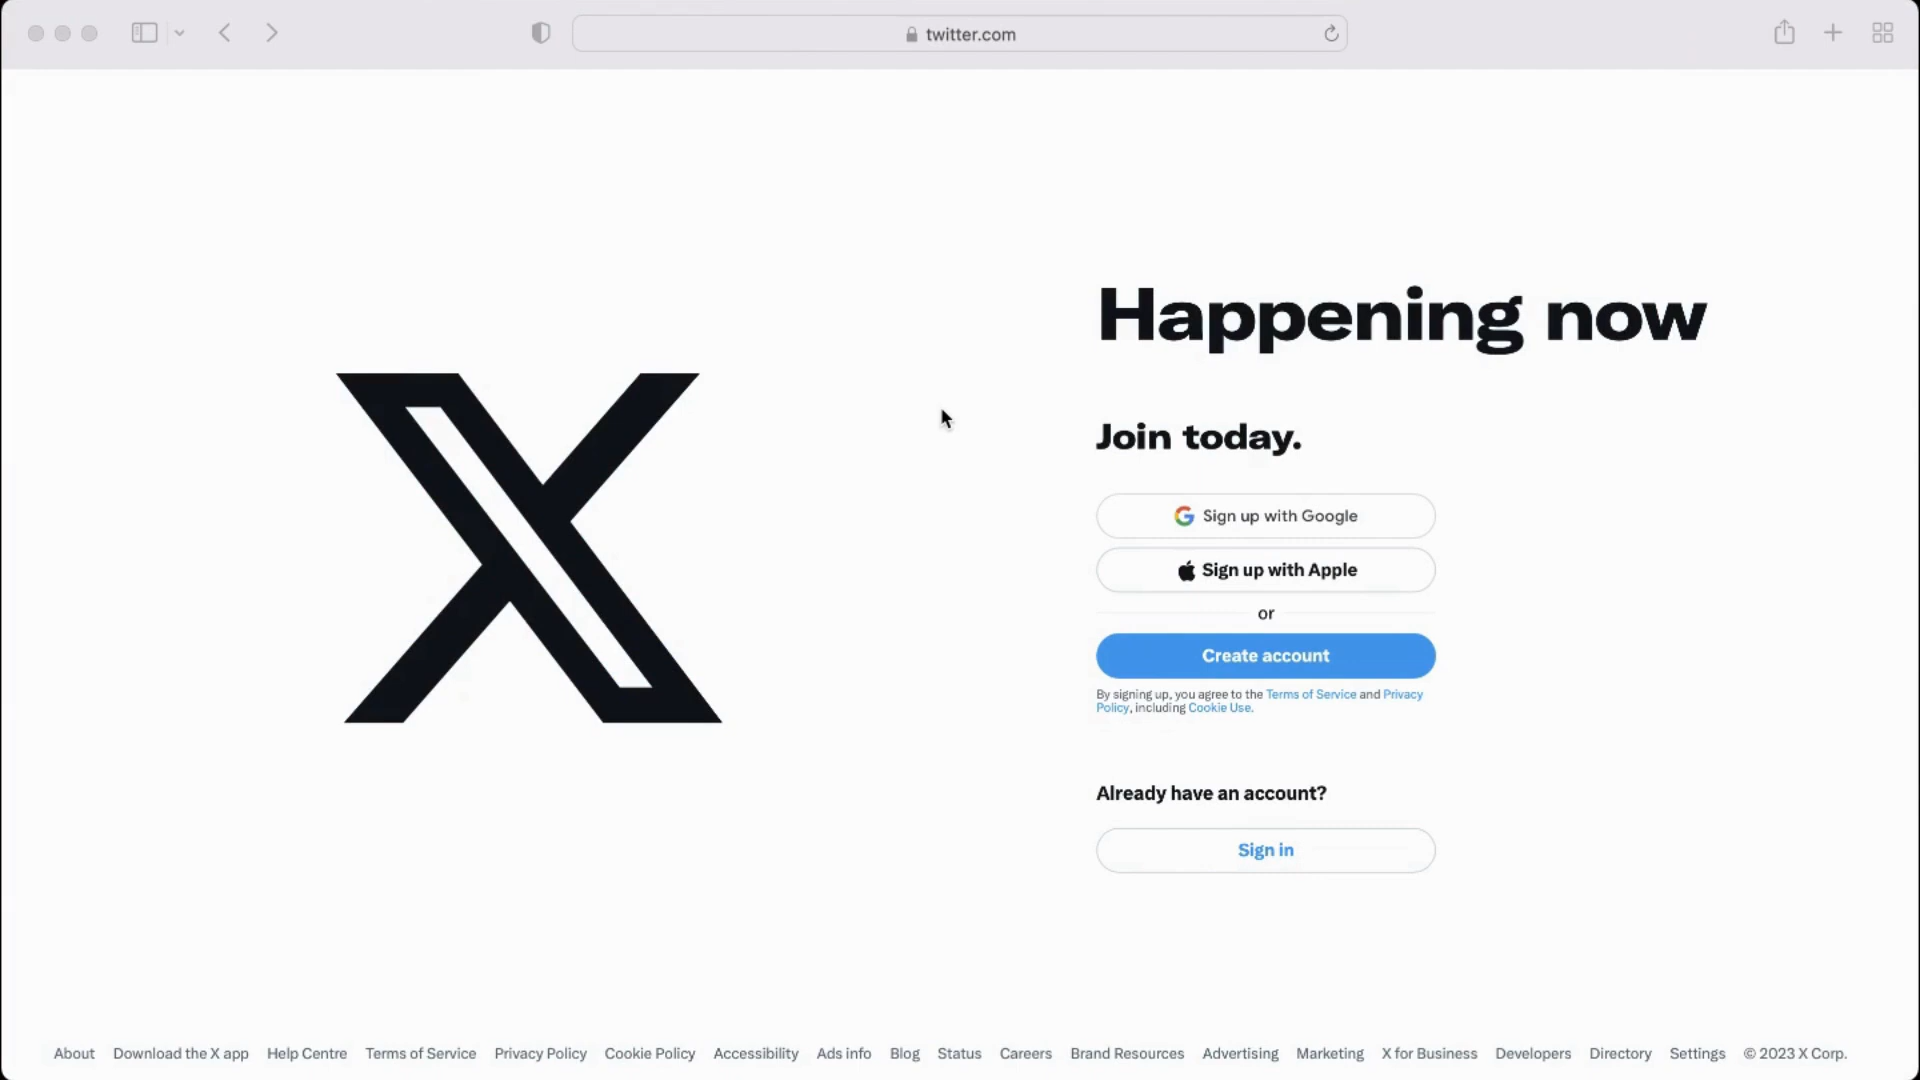 twitter.com
Happening now
Join today.
Sign up with Google
Sign up with Apple
or
Create account
By signing up, you agree to the Terms of Service and Privacy
Policy, including Cookie Use.
Already have an account?
Sign in
About Download the X app Help Centre Terms of Service Privacy Policy Cookie Policy Accessibility Ads info Blog Status Careers Brand Resources Advertising Marketing X for Business Developers Directory Settings © 2023 X Corp.